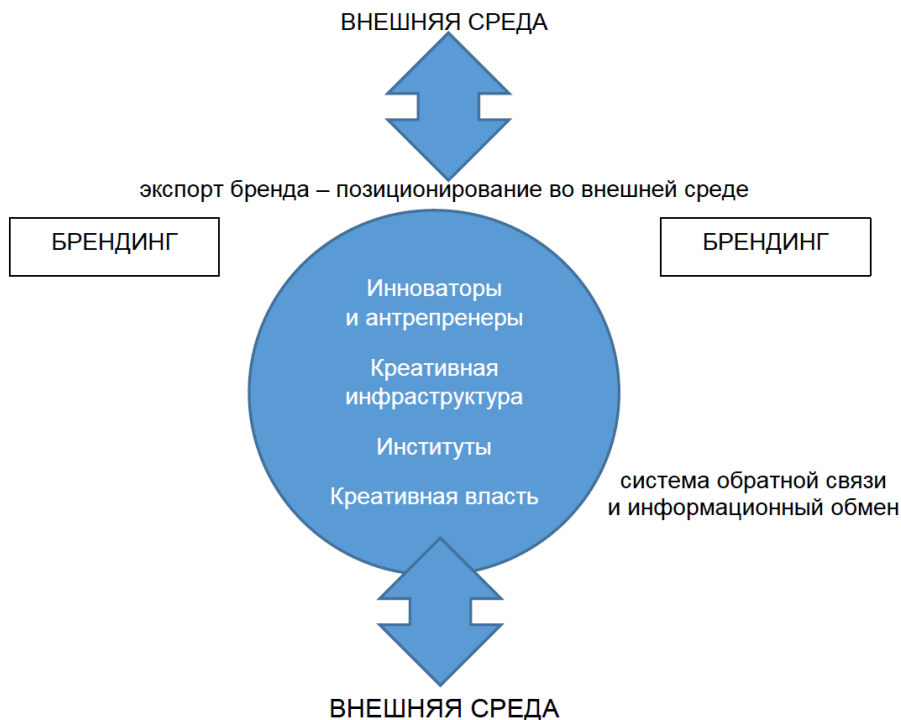 ВНЕШНЯЯ СРЕДА
экспорт бренда – позиционирование во внешней среде
БРЕНДИНГ
БРЕНДИНГ
Инноваторы
и антрепренеры
Креативная
инфраструктура
Институты
Креативная власть
система обратной связи
и информационный обмен
ВНЕШНЯЯ СРЕДА